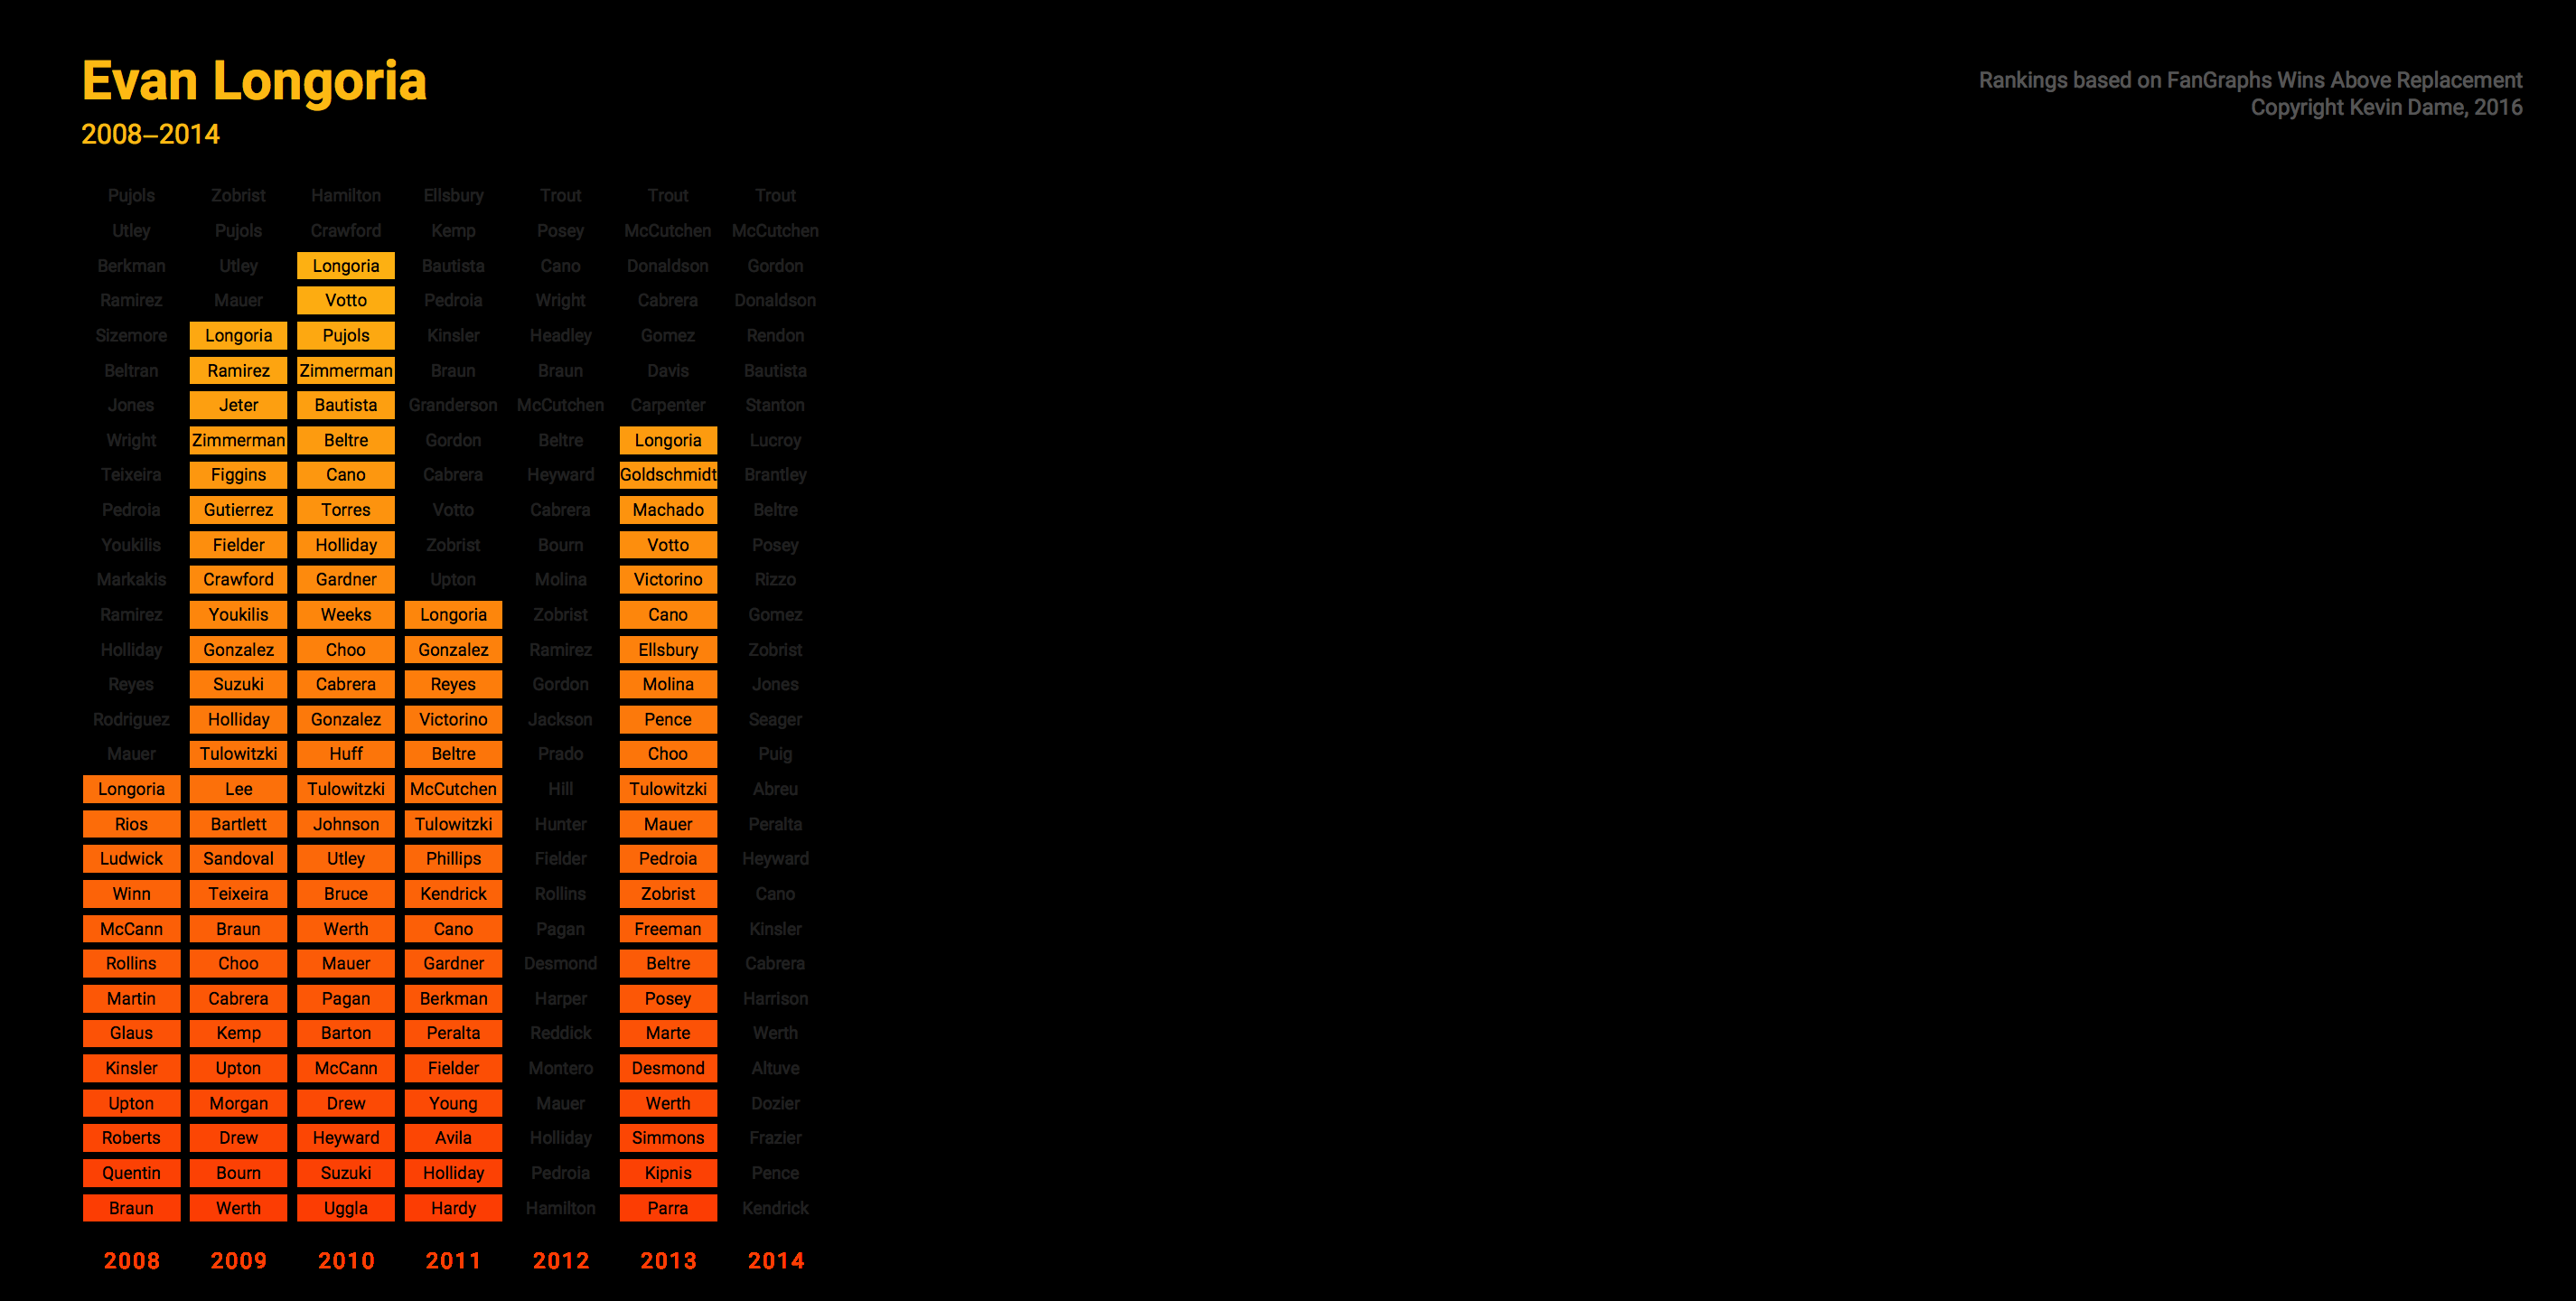 Evan Longoria
2008–2014
Rankings based on FanGraphs Wins Above Replacement
Copyright Kevin Dame, 2016
Pujols Zobrist Hamilton Ellsbury Trout Trout Trout
Utley Pujols Crawford Kemp Posey McCutchen McCutchen
Berkman Utley Longoria Bautista Cano Donaldson Gordon
Ramirez Mauer Votto Pedroia Wright Cabrera Donaldson
Sizemore Longoria Pujols Kinsler Headley Gomez Rendon
Beltran Ramirez Zimmerman Braun Braun Davis Bautista
Jones Jeter Bautista Granderson McCutchen Carpenter Stanton
Wright Zimmerman Beltre Gordon Beltre Longoria Lucroy
Teixeira Figgins Cano Cabrera Heyward Goldschmidt Brantley
Pedroia Gutierrez Torres Votto Cabrera Machado Beltre
Youkilis Fielder Holliday Zobrist Bourn Votto Posey
Markakis Crawford Gardner Upton Molina Victorino Rizzo
Ramirez Youkilis Weeks Longoria Zobrist Cano Gomez
Holliday Gonzalez Choo Gonzalez Ramirez Ellsbury Zobrist
Reyes Suzuki Cabrera Reyes Gordon Molina Jones
Rodriguez Holliday Gonzalez Victorino Jackson Pence Seager
Mauer Tulowitzki Huff Beltre Prado Choo Puig
Longoria Lee Tulowitzki McCutchen Hill Tulowitzki Abreu
Rios Bartlett Johnson Tulowitzki Hunter Mauer Peralta
Ludwick Sandoval Utley Phillips Fielder Pedroia Heyward
Winn Teixeira Bruce Kendrick Rollins Zobrist Cano
McCann Braun Werth Cano Pagan Freeman Kinsler
Rollins Choo Mauer Gardner Desmond Beltre Cabrera
Martin Cabrera Pagan Berkman Harper Posey Harrison
Glaus Kemp Barton Peralta Reddick Marte Werth
Kinsler Upton McCann Fielder Montero Desmond Altuve
Upton Morgan Drew Young Mauer Werth Dozier
Roberts Drew Heyward Avila Holliday Simmons Frazier
Quentin Bourn Suzuki Holliday Pedroia Kipnis Pence
Braun Werth Uggla Hardy Hamilton Parra Kendrick
2008 2009 2010 2011 2012 2013 2014